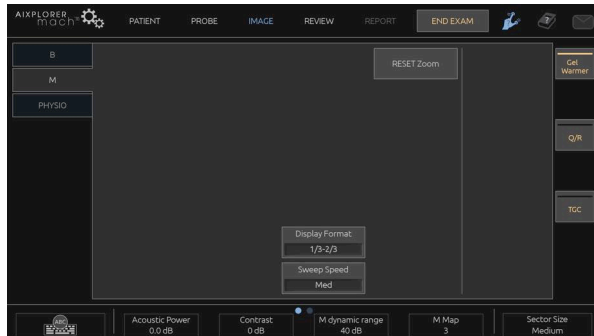 AIXPLORER
mach
PATIENT PROBE IMAGE REVIEW REPORT END EXAM
B
M
PHYSIO
RESET Zoom
Gel
Warmer
Q/R
TGC
Display Format
1/3-2/3
Sweep Speed
Med
ABC
Acoustic Power
0.0 dB
Contrast
0 dB
M dynamic range
40 dB
M Map
3
Sector Size
Medium